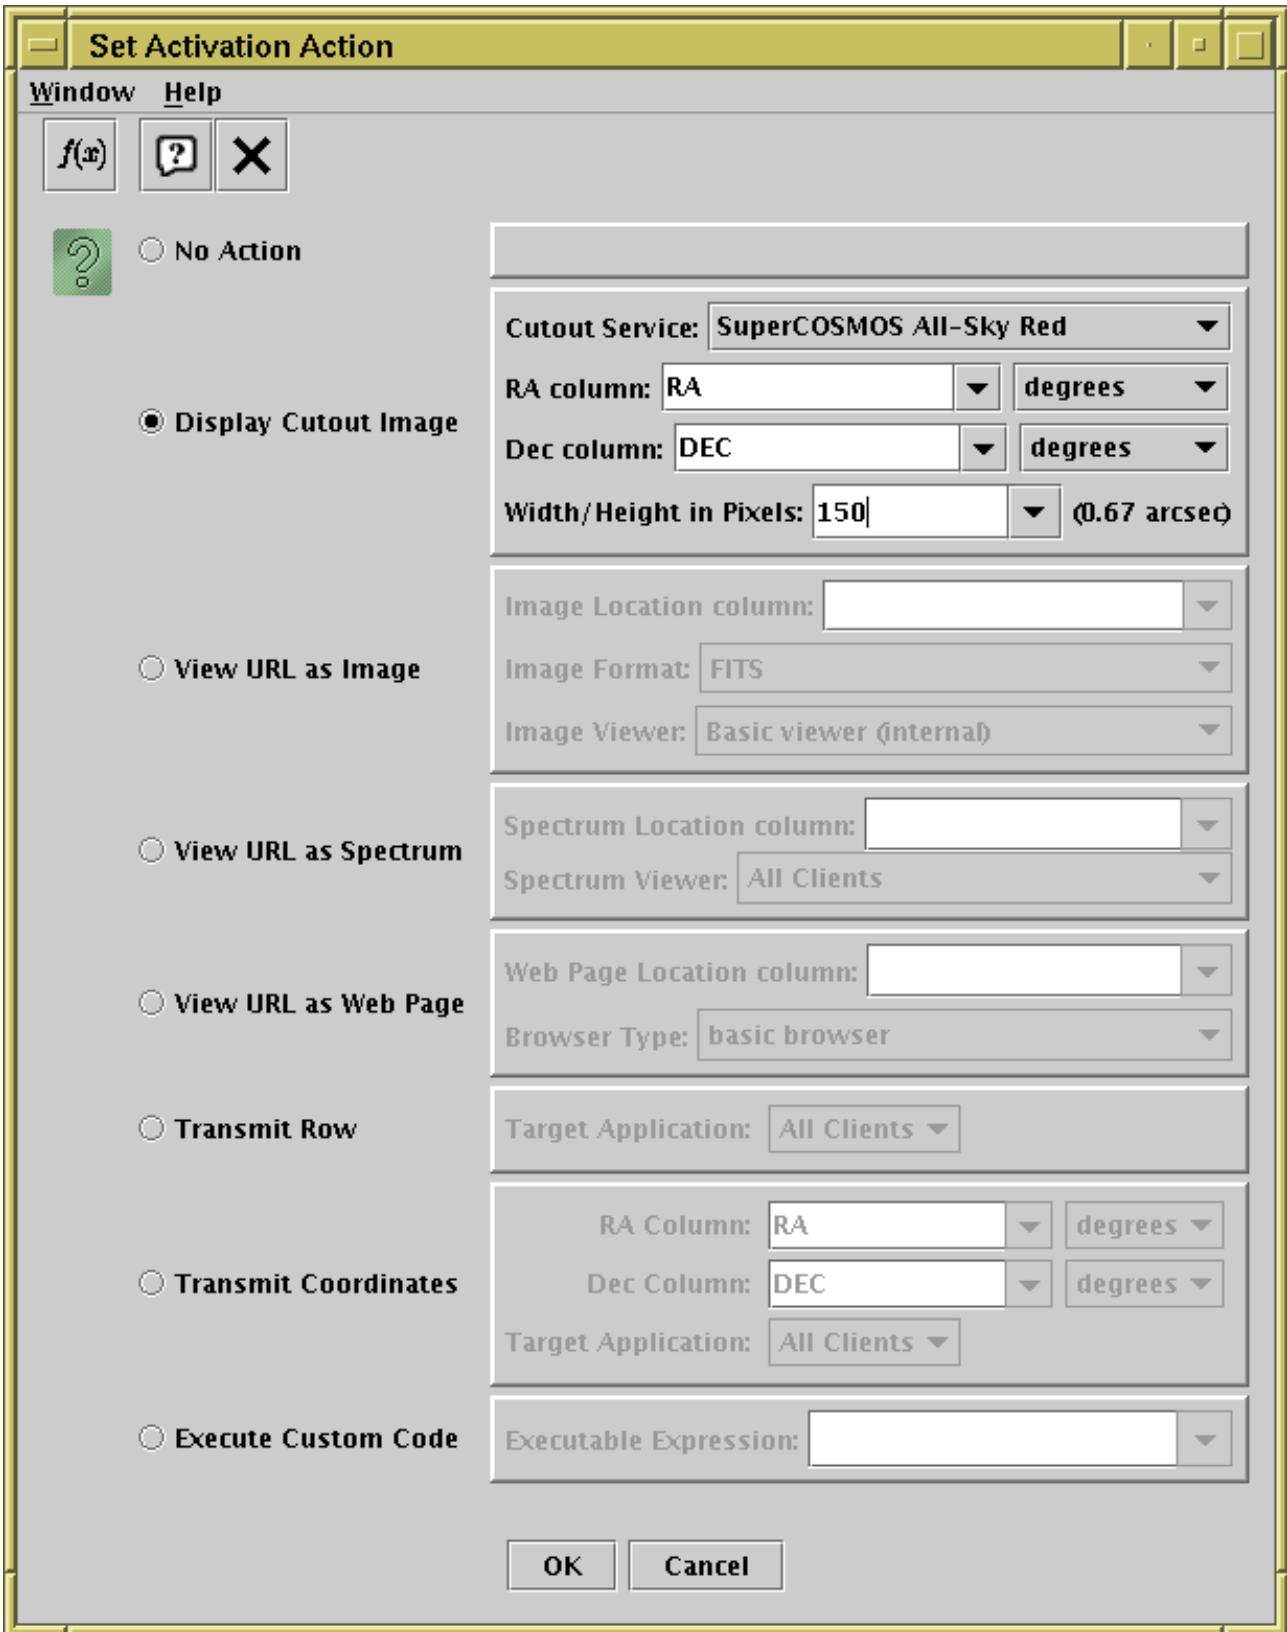 Set Activation Action
Window Help
f(x) ?
? No Action
Cutout Service: SuperCOSMOS All-Sky Red
RA column: RA degrees
Display Cutout Image
Dec column: DEC degrees
Width/Height in Pixels: 150 (0.67 arcsec)
Image Location column:
View URL as Image
Image Format: FITS
Image Viewer: Basic viewer (internal)
Spectrum Location column:
View URL as Spectrum
Spectrum Viewer: All Clients
Web Page Location column:
View URL as Web Page
Browser Type: basic browser
Transmit Row
Target Application: All Clients
RA Column: RA degrees
Transmit Coordinates
Dec Column: DEC degrees
Target Application: All Clients
Execute Custom Code
Executable Expression:
OK Cancel